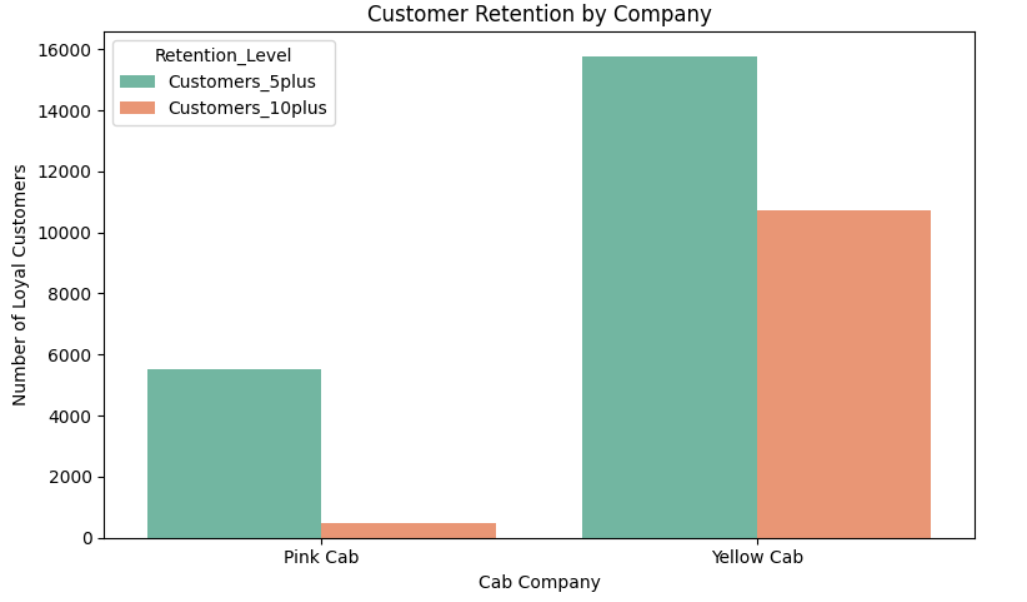 Customer Retention by Company
Retention_Level
Customers_5plus
Customers_10plus
Number of Loyal Customers
16000
14000
12000
10000
8000
6000
4000
2000
0
Pink Cab
Yellow Cab
Cab Company